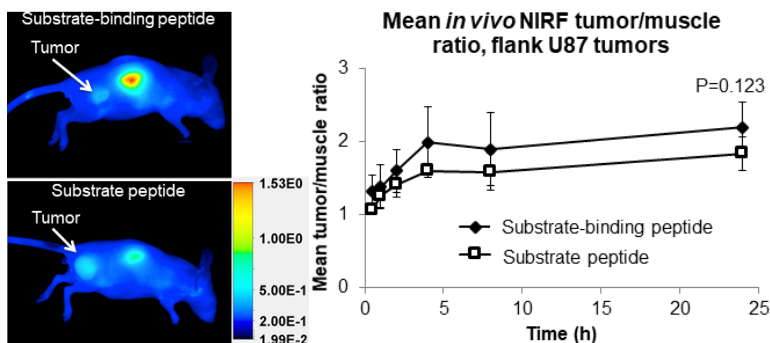 Substrate-binding peptide
Tumor
Substrate peptide
Tumor
1.53E0
1.00E0
5.00E-1
2.00E-1
1.99E-2
Mean in vivo NIRF tumor/muscle
ratio, flank U87 tumors
Mean tumor/muscle ratio
3
2
1
0
P=0.123
Substrate-binding peptide
Substrate peptide
0 5 10 15 20 25
Time (h)